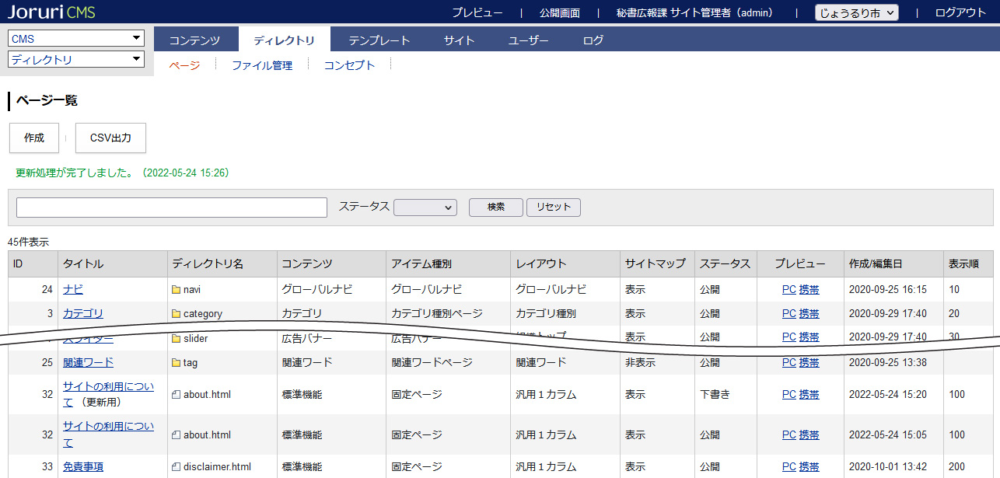 Joruri CMS プレビュー | 公開画面 | 秘書広報課 サイト管理者（admin） | じょうるり市 | ログアウト
CMS コンテンツ ディレクトリ テンプレート サイト ユーザー ログ
ディレクトリ ページ ファイル管理 コンセプト
ページ一覧
作成 CSV出力
更新処理が完了しました。（2022-05-24 15:26）
ステータス 検索 リセット
45件表示
ID タイトル ディレクトリ名 コンテンツ アイテム種別 レイアウト サイトマップ ステータス プレビュー 作成/編集日 表示順
24 ナビ navi グローバルナビ グローバルナビ グローバルナビ 表示 公開 PC 携帯 2020-09-25 16:15 10
3 カテゴリ category カテゴリ カテゴリ種別ページ カテゴリ種別 表示 公開 PC 携帯 2020-09-29 17:40 20
スライダー slider 広告バナー 広告バナー トップ 表示 公開 PC 携帯 2020-09-29 17:40 30
25 関連ワード tag 関連ワード 関連ワードページ 関連ワード 非表示 公開 PC 携帯 2020-09-25 13:38
32 サイトの利用につい
て（更新用） about.html 標準機能 固定ページ 汎用１カラム 表示 下書き PC 携帯 2022-05-24 15:20 100
32 サイトの利用につい
て about.html 標準機能 固定ページ 汎用１カラム 表示 公開 PC 携帯 2022-05-24 15:05 100
33 免責事項 disclaimer.html 標準機能 固定ページ 汎用１カラム 表示 公開 PC 携帯 2020-10-01 13:42 200